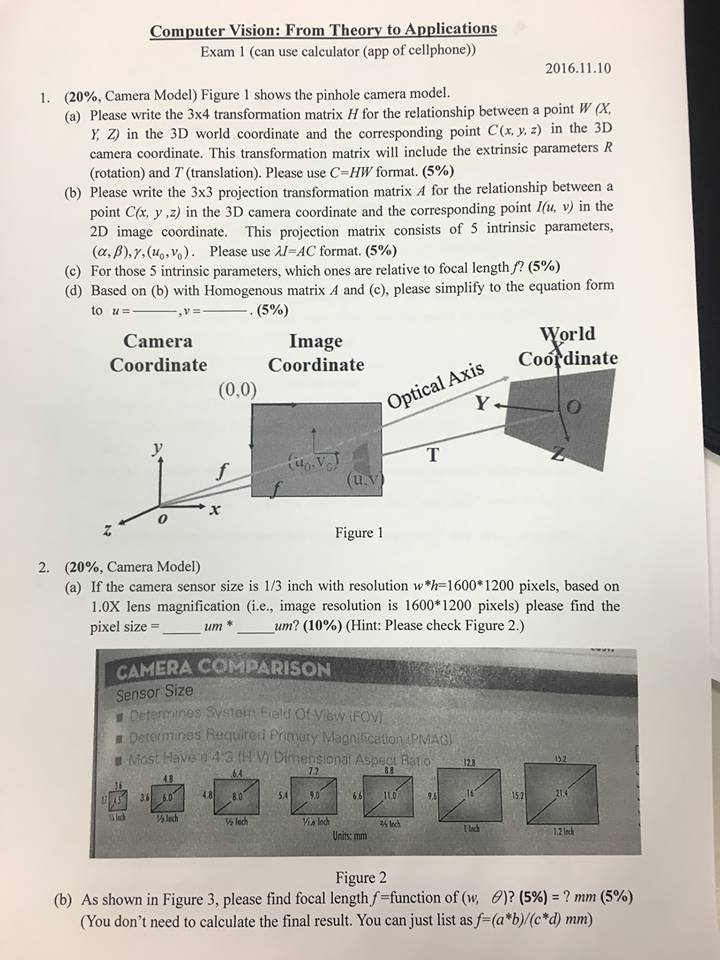 Computer Vision: From Theory to Applications
Exam 1 (can use calculator (app of cellphone))
2016.11.10
1. (20%, Camera Model) Figure 1 shows the pinhole camera model.
(a) Please write the 3x4 transformation matrix H for the relationship between a point W (X,
Y, Z) in the 3D world coordinate and the corresponding point C(x, y, z) in the 3D
camera coordinate. This transformation matrix will include the extrinsic parameters R
(rotation) and T (translation). Please use C=HW format. (5%)
(b) Please write the 3x3 projection transformation matrix A for the relationship between a
point C(x, y ,z) in the 3D camera coordinate and the corresponding point I(u, v) in the
2D image coordinate. This projection matrix consists of 5 intrinsic parameters,
(α, β), γ, (u₀, v₀). Please use λI=AC format. (5%)
(c) For those 5 intrinsic parameters, which ones are relative to focal length f? (5%)
(d) Based on (b) with Homogenous matrix A and (c), please simplify to the equation form
to u = ———, v = ———. (5%)
Camera Coordinate
Image Coordinate
World Coordinate
(0,0)
Optical Axis
X
Y
O
Z
T
y
f
(u₀,v₀)
(u,v)
f
x
o
z
Figure 1
2. (20%, Camera Model)
(a) If the camera sensor size is 1/3 inch with resolution w*h=1600*1200 pixels, based on
1.0X lens magnification (i.e., image resolution is 1600*1200 pixels) please find the
pixel size = _____ um * _____um? (10%) (Hint: Please check Figure 2.)
CAMERA COMPARISON
Sensor Size
■ Determines System Field Of View (FOV)
■ Determines Required Primary Magnification (PMAG)
■ Most Have a 4:3 (H:V) Dimensional Aspect Ratio
3.6 4.8 6.4 7.2 8.8 12.8 15.2
4.5 3.6 6.0 4.8 8.0 5.4 9.0 6.6 11.0 9.6 16 15.2 21.4
¼ Inch ⅓ Inch ½ Inch ⅔ Inch 1 Inch 1.2 Inch
Units: mm
Figure 2
(b) As shown in Figure 3, please find focal length f =function of (w, θ)? (5%) = ? mm (5%)
(You don't need to calculate the final result. You can just list as f=(a*b)/(c*d) mm)